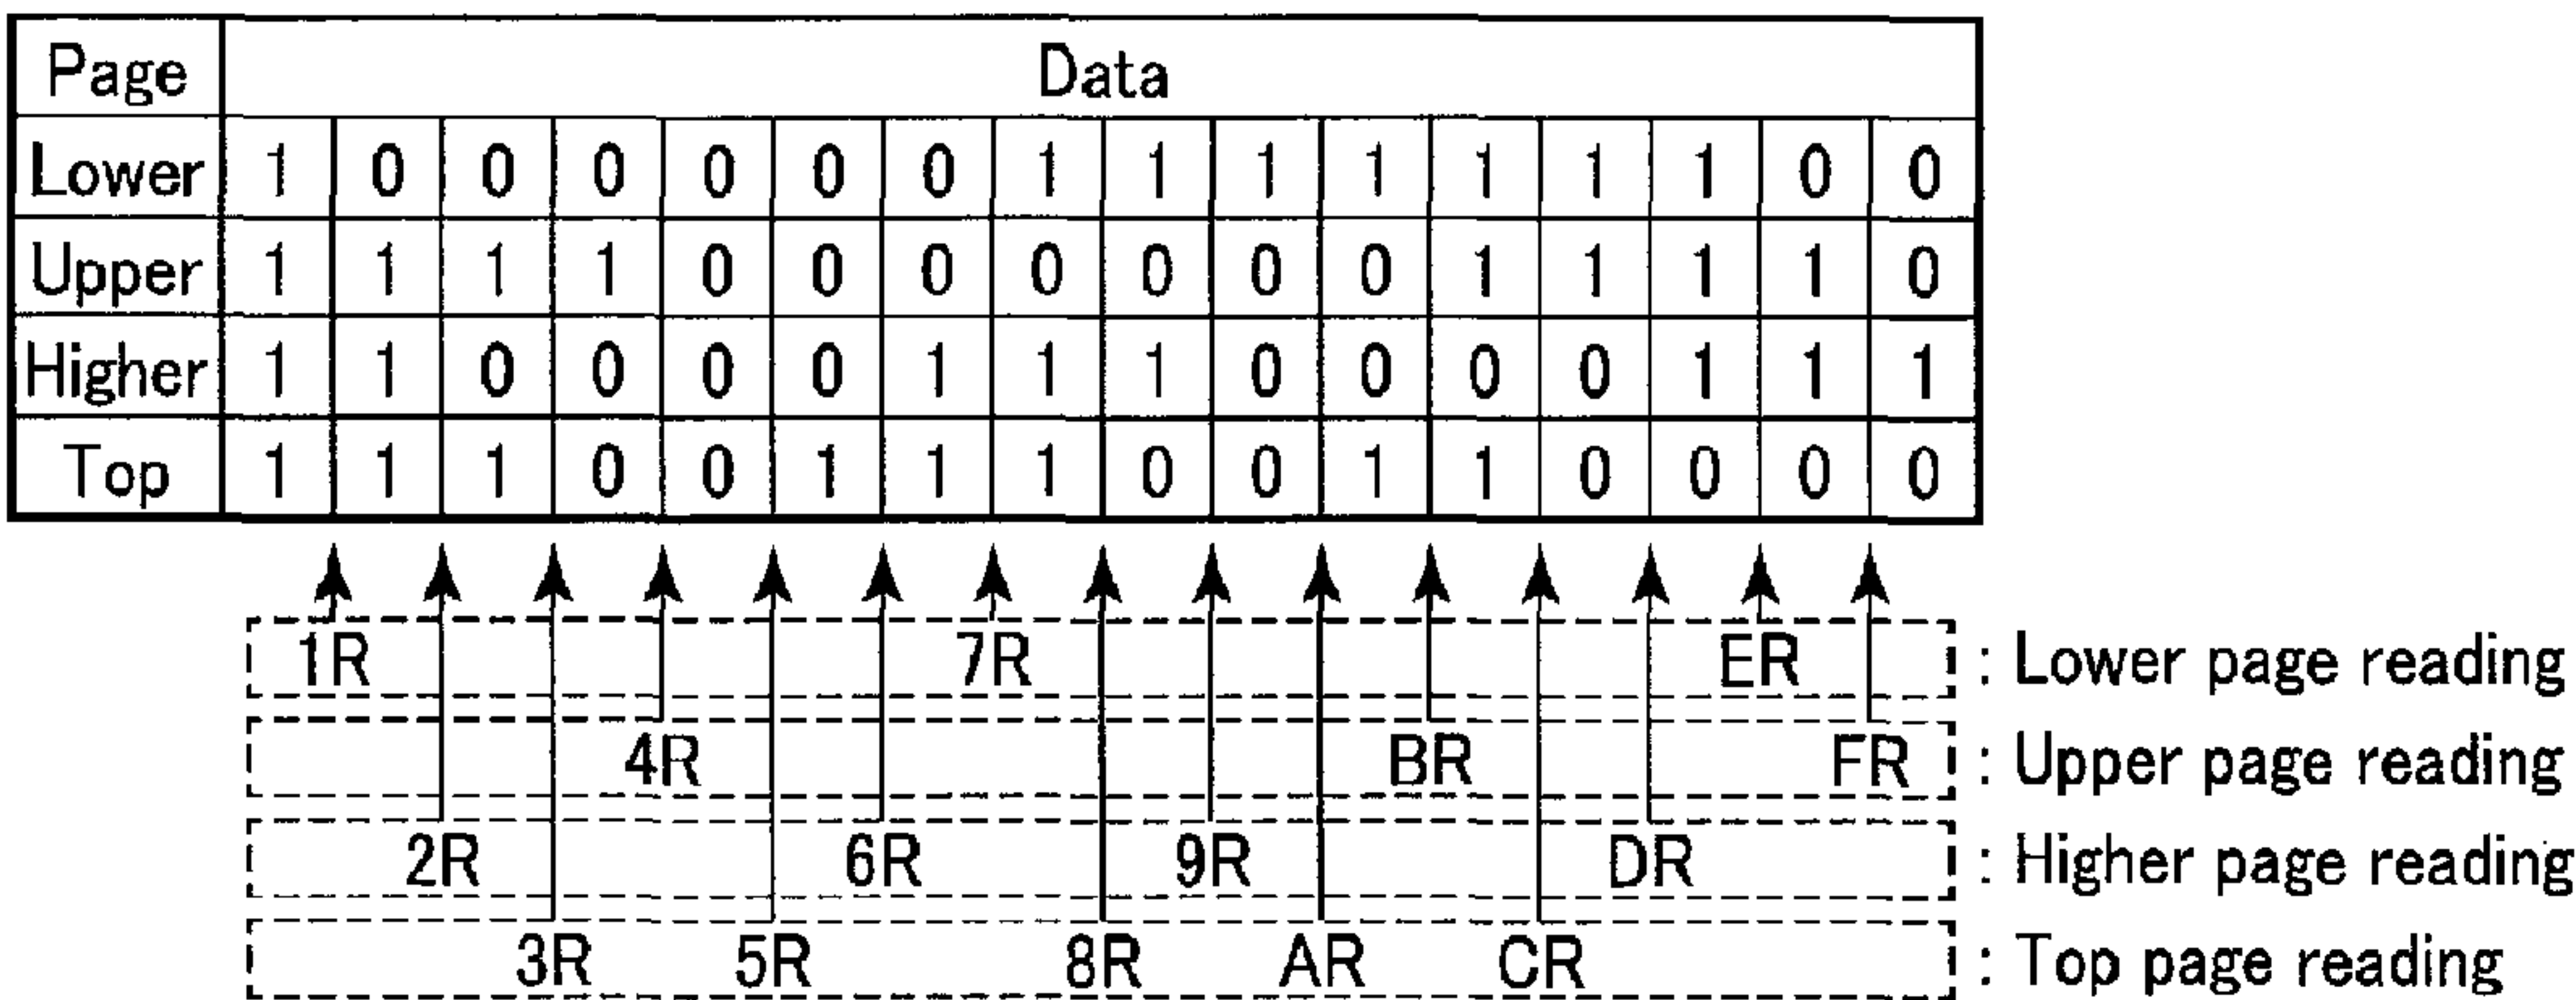 Page Data
Lower 1 0 0 0 0 0 0 1 1 1 1 1 1 1 0 0
Upper 1 1 1 1 0 0 0 0 0 0 0 1 1 1 1 0
Higher 1 1 0 0 0 0 1 1 1 0 0 0 0 1 1 1
Top 1 1 1 0 0 1 1 1 0 0 1 1 0 0 0 0
1R 7R ER : Lower page reading
4R BR FR : Upper page reading
2R 6R 9R DR : Higher page reading
3R 5R 8R AR CR : Top page reading